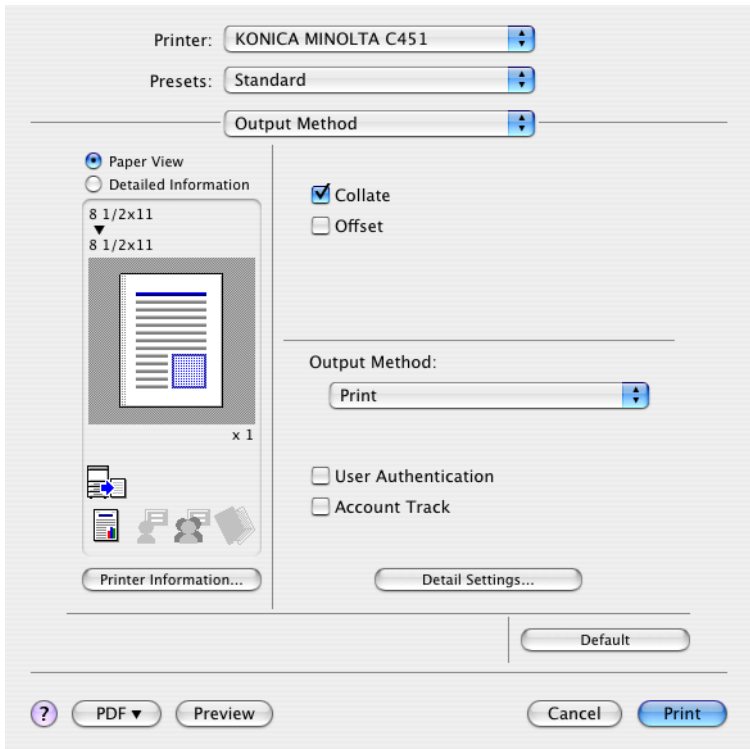 Printer: KONICA MINOLTA C451
Presets: Standard
Output Method
Paper View
Detailed Information
8 1/2x11
8 1/2x11
x 1
Printer Information...
Collate
Offset
Output Method:
Print
User Authentication
Account Track
Detail Settings...
Default
?
PDF
Preview
Cancel
Print